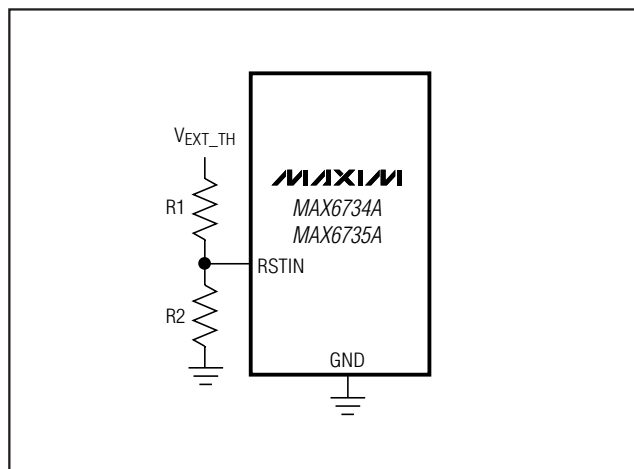 VEXT_TH
R1
MAXIM
MAX6734A
MAX6735A
RSTIN
R2
GND